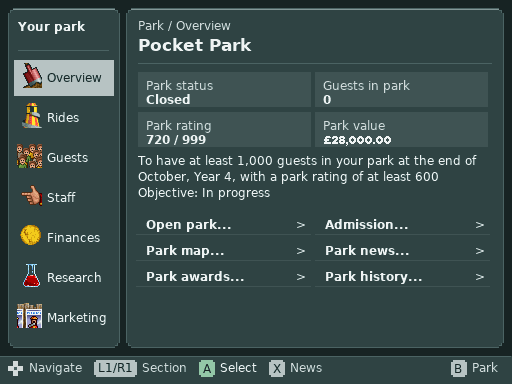 Your park
Overview
Rides
Guests
Staff
Finances
Research
Marketing
Park / Overview
Pocket Park
Park status
Closed
Guests in park
0
Park rating
720 / 999
Park value
£28,000.00
To have at least 1,000 guests in your park at the end of
October, Year 4, with a park rating of at least 600
Objective: In progress
Open park... >
Admission... >
Park map... >
Park news... >
Park awards... >
Park history... >
Navigate
L1/R1 Section
A Select
X News
B Park